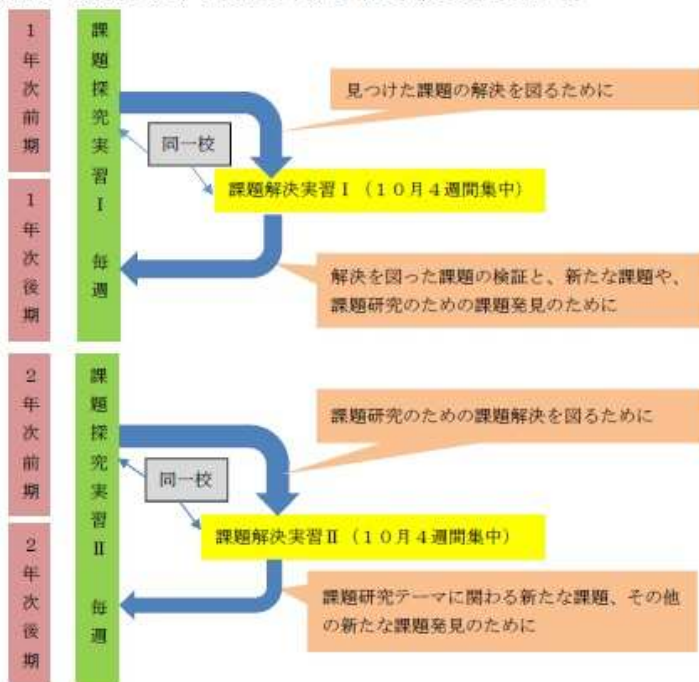 1年次前期
課題探究実習Ⅰ　毎週
見つけた課題の解決を図るために
同一校
課題解決実習Ⅰ（10月4週間集中）
1年次後期
解決を図った課題の検証と、新たな課題や、
課題研究のための課題発見のために
2年次前期
課題探究実習Ⅱ　毎週
課題研究のための課題解決を図るために
同一校
課題解決実習Ⅱ（10月4週間集中）
2年次後期
課題研究テーマに関わる新たな課題、その他
の新たな課題発見のために